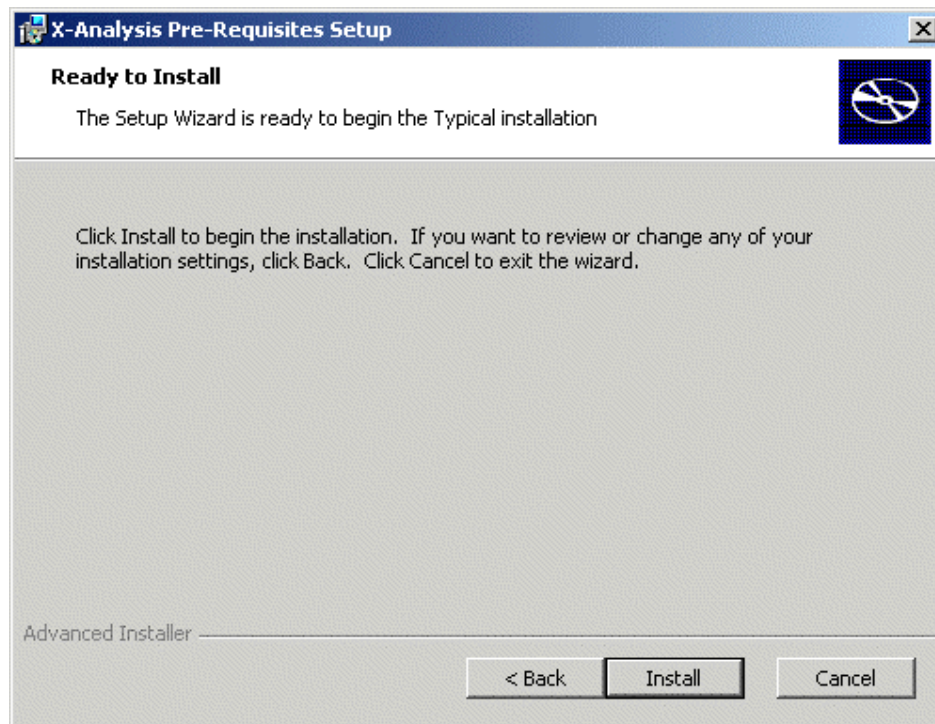 X-Analysis Pre-Requisites Setup
Ready to Install
The Setup Wizard is ready to begin the Typical installation
Click Install to begin the installation.  If you want to review or change any of your
installation settings, click Back.  Click Cancel to exit the wizard.
Advanced Installer
< Back
Install
Cancel